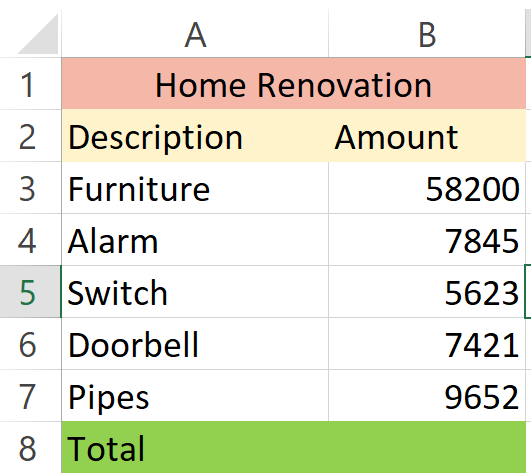 A B
1 Home Renovation
2 Description Amount
3 Furniture 58200
4 Alarm 7845
5 Switch 5623
6 Doorbell 7421
7 Pipes 9652
8 Total